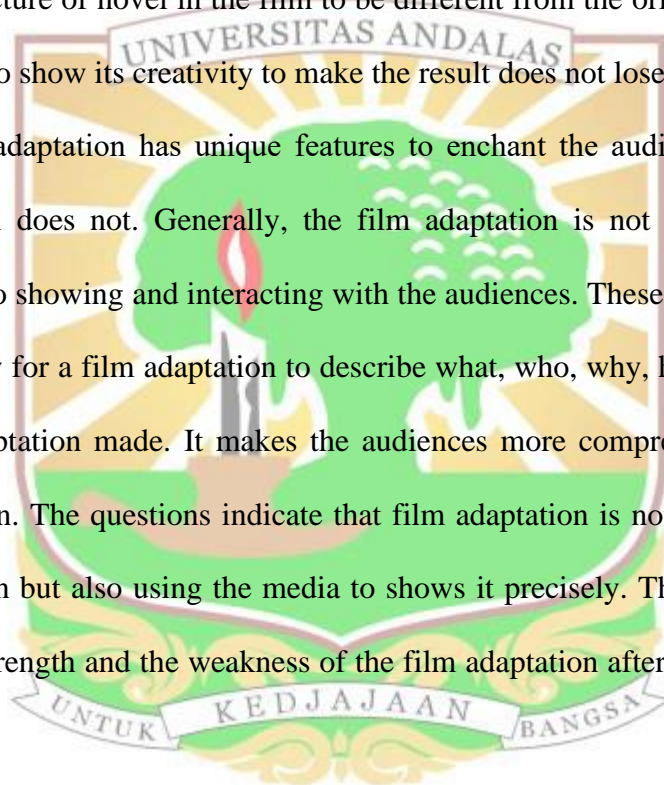 cture of novel in the film to be different from the ori
UNIVERSITAS ANDALAS
o show its creativity to make the result does not lose
adaptation has unique features to enchant the audi
does not. Generally, the film adaptation is not
o showing and interacting with the audiences. These
for a film adaptation to describe what, who, why, h
ptation made. It makes the audiences more compre
n. The questions indicate that film adaptation is no
n but also using the media to shows it precisely. Th
rength and the weakness of the film adaptation after
UNTUK KEDJAJAAN BANGSA